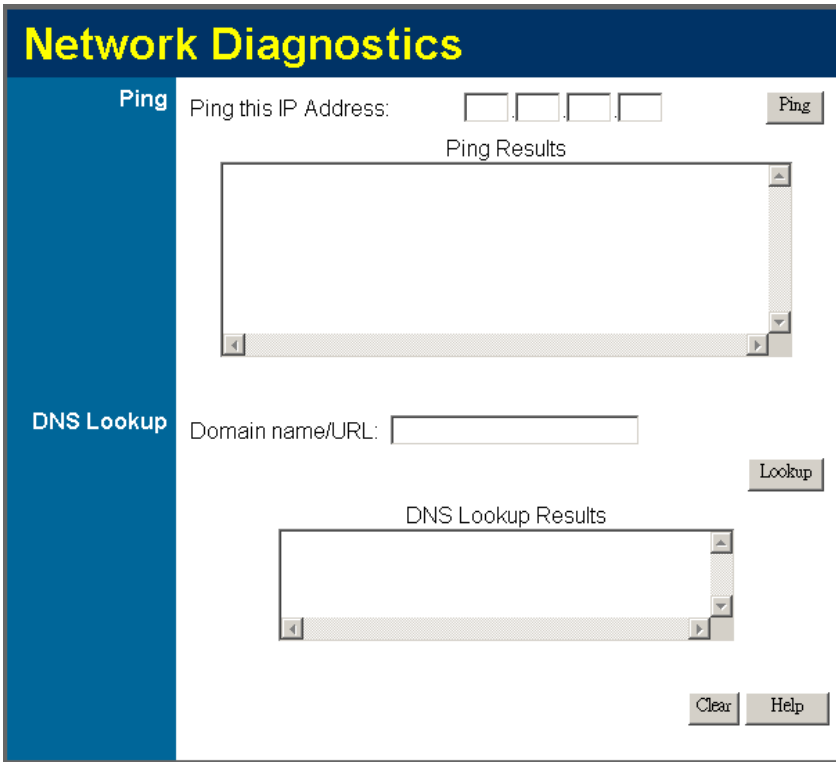 Network Diagnostics
Ping
Ping this IP Address: . . . Ping
Ping Results
DNS Lookup
Domain name/URL:
Lookup
DNS Lookup Results
Clear Help